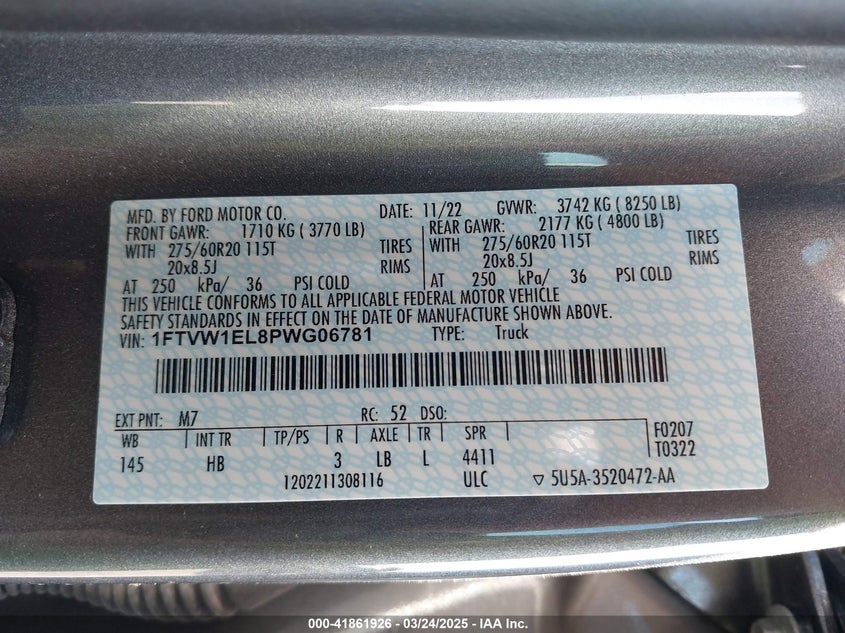 MFD. BY FORD MOTOR CO. DATE: 11/22 GVWR: 3742 KG ( 8250 LB)
FRONT GAWR: 1710 KG ( 3770 LB) REAR GAWR: 2177 KG ( 4800 LB)
WITH 275/60R20 115T TIRES WITH 275/60R20 115T TIRES
20x8.5J RIMS 20x8.5J RIMS
AT 250 kPa/ 36 PSI COLD AT 250 kPa/ 36 PSI COLD
THIS VEHICLE CONFORMS TO ALL APPLICABLE FEDERAL MOTOR VEHICLE
SAFETY STANDARDS IN EFFECT ON THE DATE OF MANUFACTURE SHOWN ABOVE.
VIN: 1FTVW1EL8PWG06781 TYPE: Truck
EXT PNT: M7 RC: 52 DSO:
WB INT TR TP/PS R AXLE TR SPR F0207
145 HB 3 LB L 4411 T0322
1202211308116 ULC ▽ 5U5A-3520472-AA
000-41861926 - 03/24/2025 - IAA Inc.